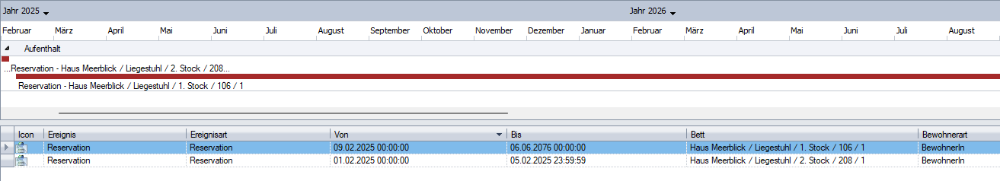 Jahr 2025 Jahr 2026
Februar März April Mai Juni Juli August September Oktober November Dezember Januar Februar März April Mai Juni Juli August
Aufenthalt
...Reservation - Haus Meerblick / Liegestuhl / 2. Stock / 208...
Reservation - Haus Meerblick / Liegestuhl / 1. Stock / 106 / 1
Icon Ereignis Ereignisart Von Bis Bett Bewohnerart
Reservation Reservation 09.02.2025 00:00:00 06.06.2076 00:00:00 Haus Meerblick / Liegestuhl / 1. Stock / 106 / 1 BewohnerIn
Reservation Reservation 01.02.2025 00:00:00 05.02.2025 23:59:59 Haus Meerblick / Liegestuhl / 2. Stock / 208 / 1 BewohnerIn